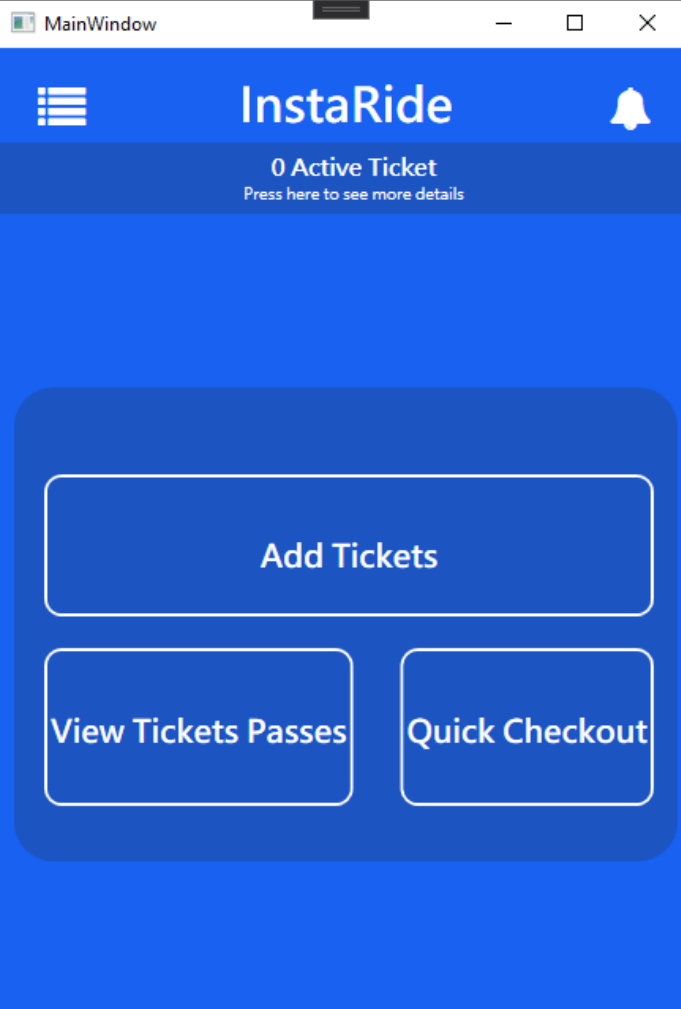 MainWindow
InstaRide
0 Active Ticket
Press here to see more details
Add Tickets
View Tickets Passes
Quick Checkout